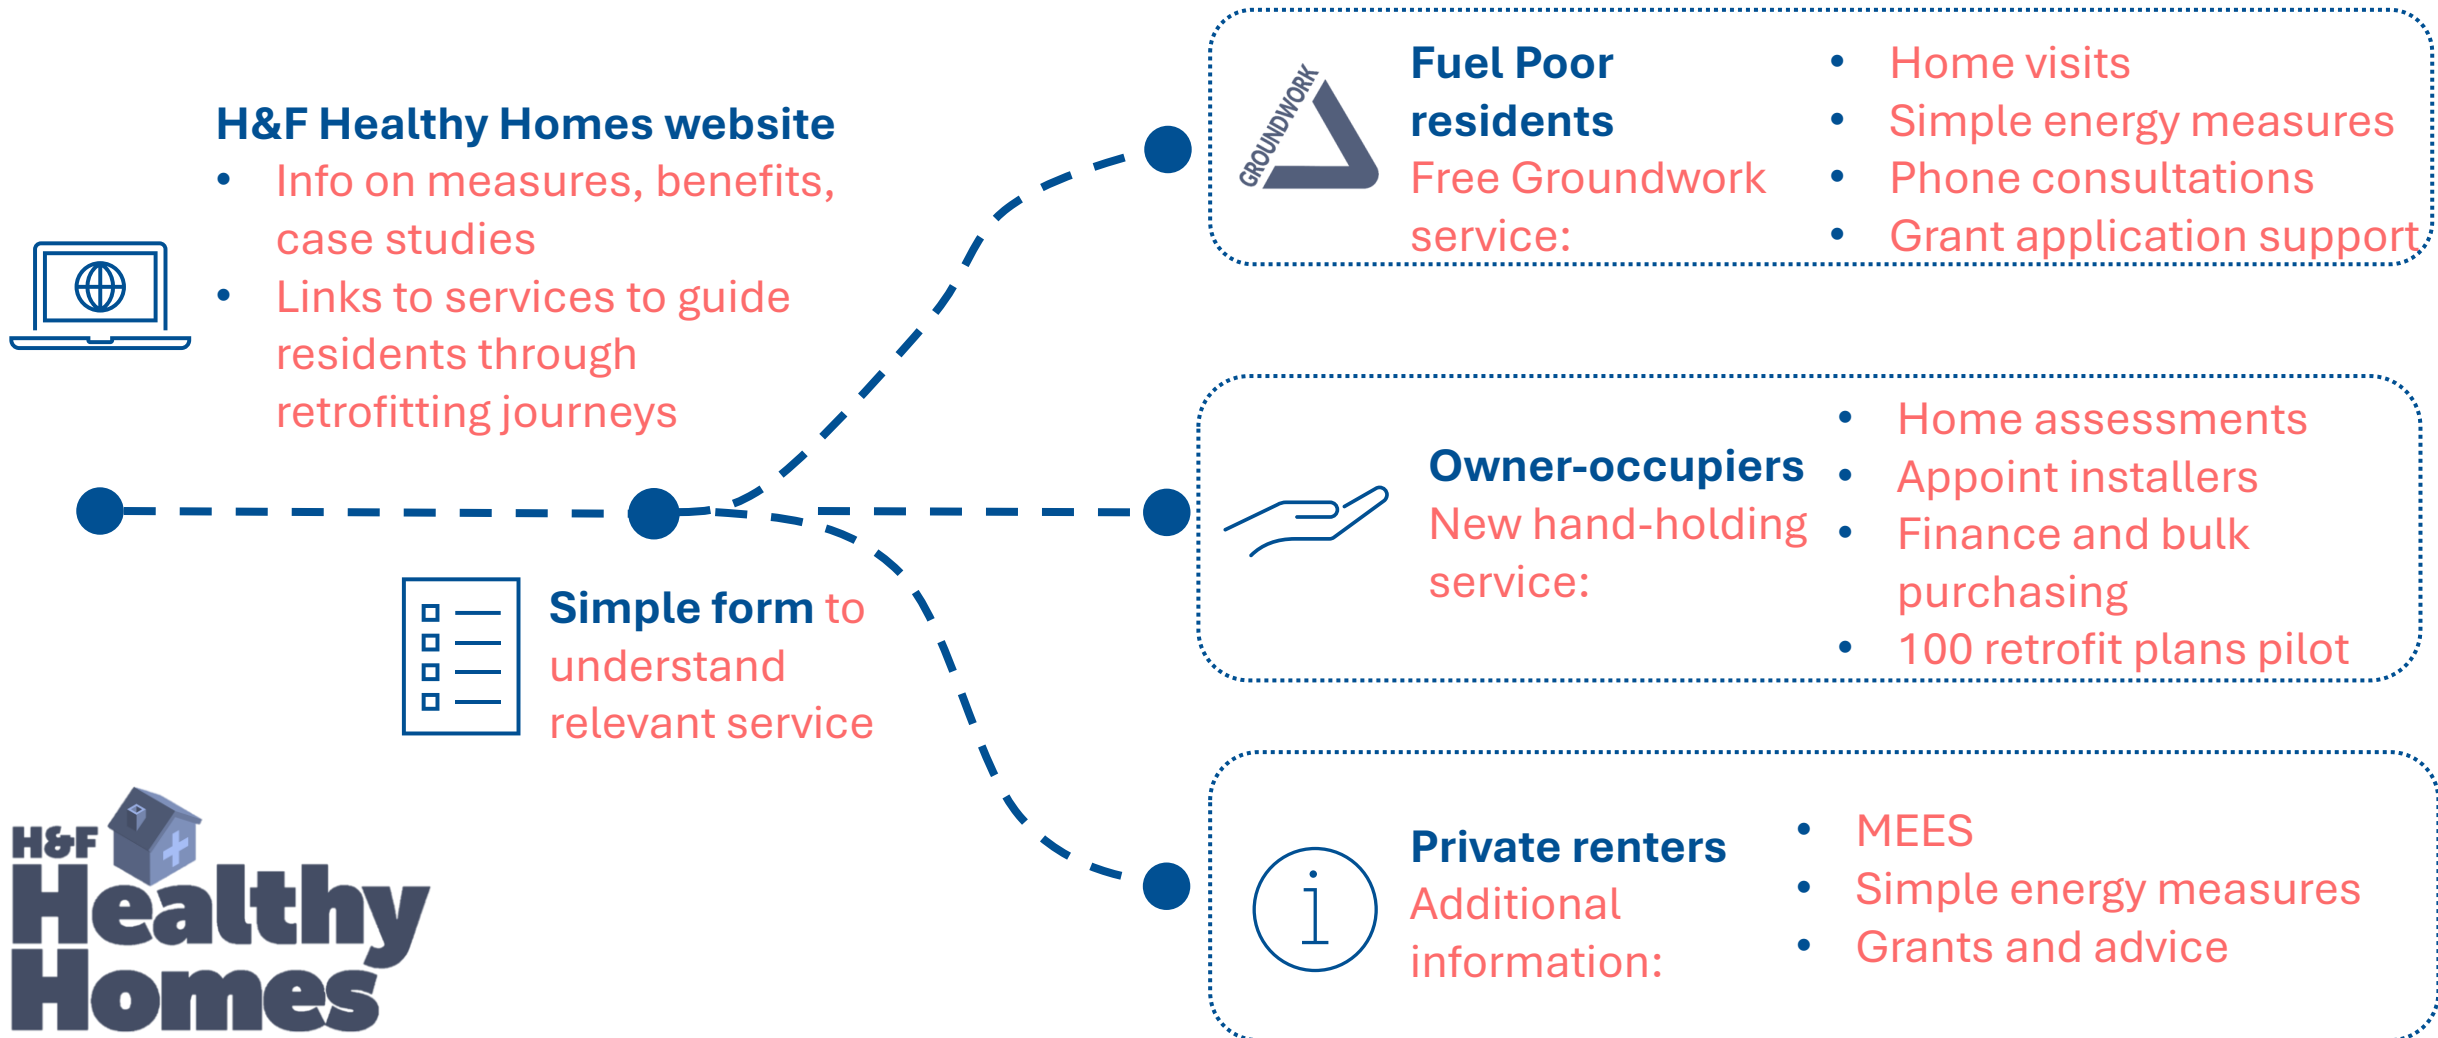 H&F Healthy Homes website
• Info on measures, benefits,
case studies
• Links to services to guide
residents through
retrofitting journeys
Simple form to
understand
relevant service
H&F
Healthy
Homes
GROUNDWORK
Fuel Poor
residents
Free Groundwork
service:
• Home visits
• Simple energy measures
• Phone consultations
• Grant application support
Owner-occupiers
New hand-holding
service:
• Home assessments
• Appoint installers
• Finance and bulk
purchasing
• 100 retrofit plans pilot
i
Private renters
Additional
information:
• MEES
• Simple energy measures
• Grants and advice